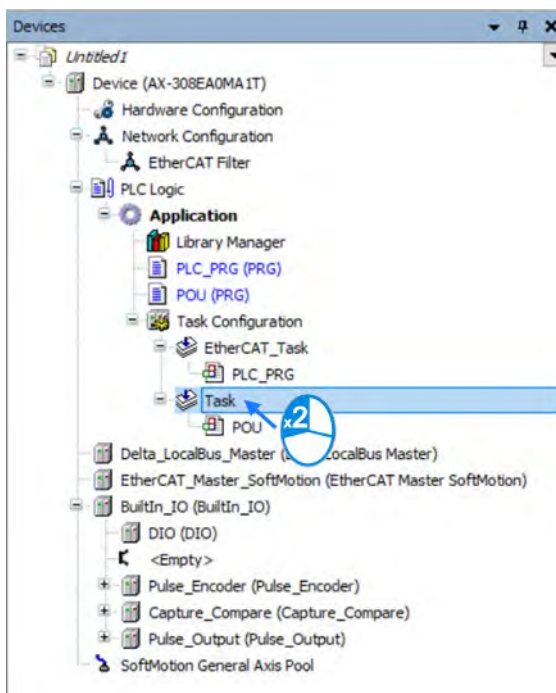 Devices
Untitled1
Device (AX-308EA0MA1T)
Hardware Configuration
Network Configuration
EtherCAT Filter
PLC Logic
Application
Library Manager
PLC_PRG (PRG)
POU (PRG)
Task Configuration
EtherCAT_Task
PLC_PRG
Task
x2
POU
Delta_LocalBus_Master ( LocalBus Master)
EtherCAT_Master_SoftMotion (EtherCAT Master SoftMotion)
BuiltIn_IO (BuiltIn_IO)
DIO (DIO)
<Empty>
Pulse_Encoder (Pulse_Encoder)
Capture_Compare (Capture_Compare)
Pulse_Output (Pulse_Output)
SoftMotion General Axis Pool